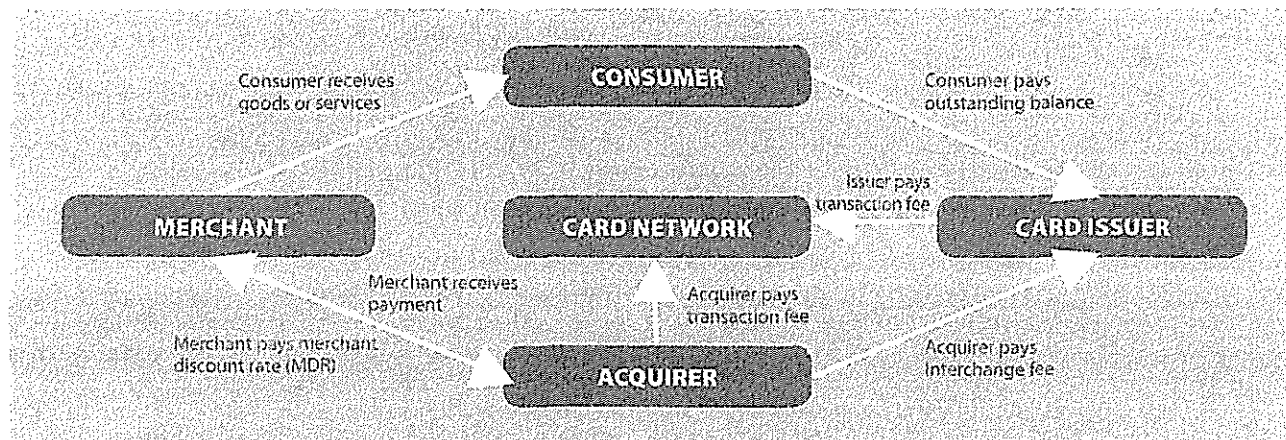 CONSUMER
Consumer receives
goods or services
Consumer pays
outstanding balance
Issuer pays
transaction fee
MERCHANT
CARD NETWORK
CARD ISSUER
Merchant receives
payment
Acquirer pays
transaction fee
Merchant pays merchant
discount rate (MDR)
ACQUIRER
Acquirer pays
Interchange fee